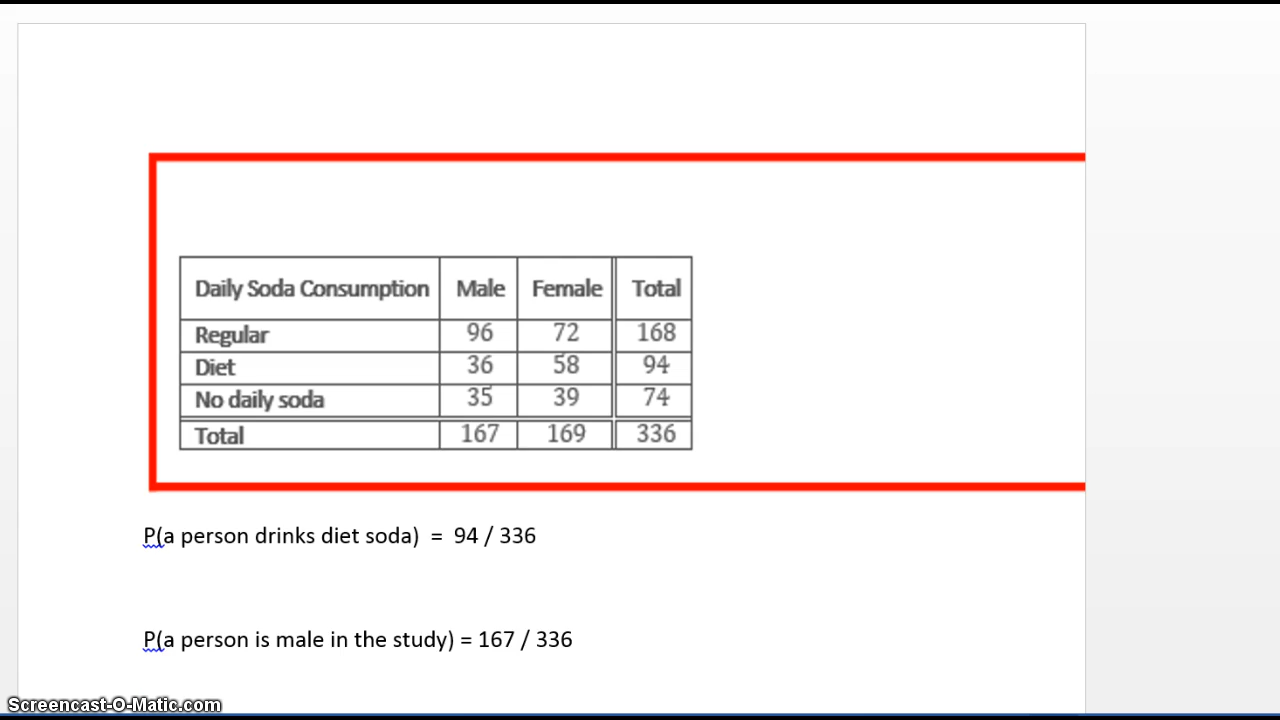 Daily Soda Consumption Male Female Total
Regular 96 72 168
Diet 36 58 94
No daily soda 35 39 74
Total 167 169 336
P(a person drinks diet soda) = 94 / 336
P(a person is male in the study) = 167 / 336
Screencast-O-Matic.com